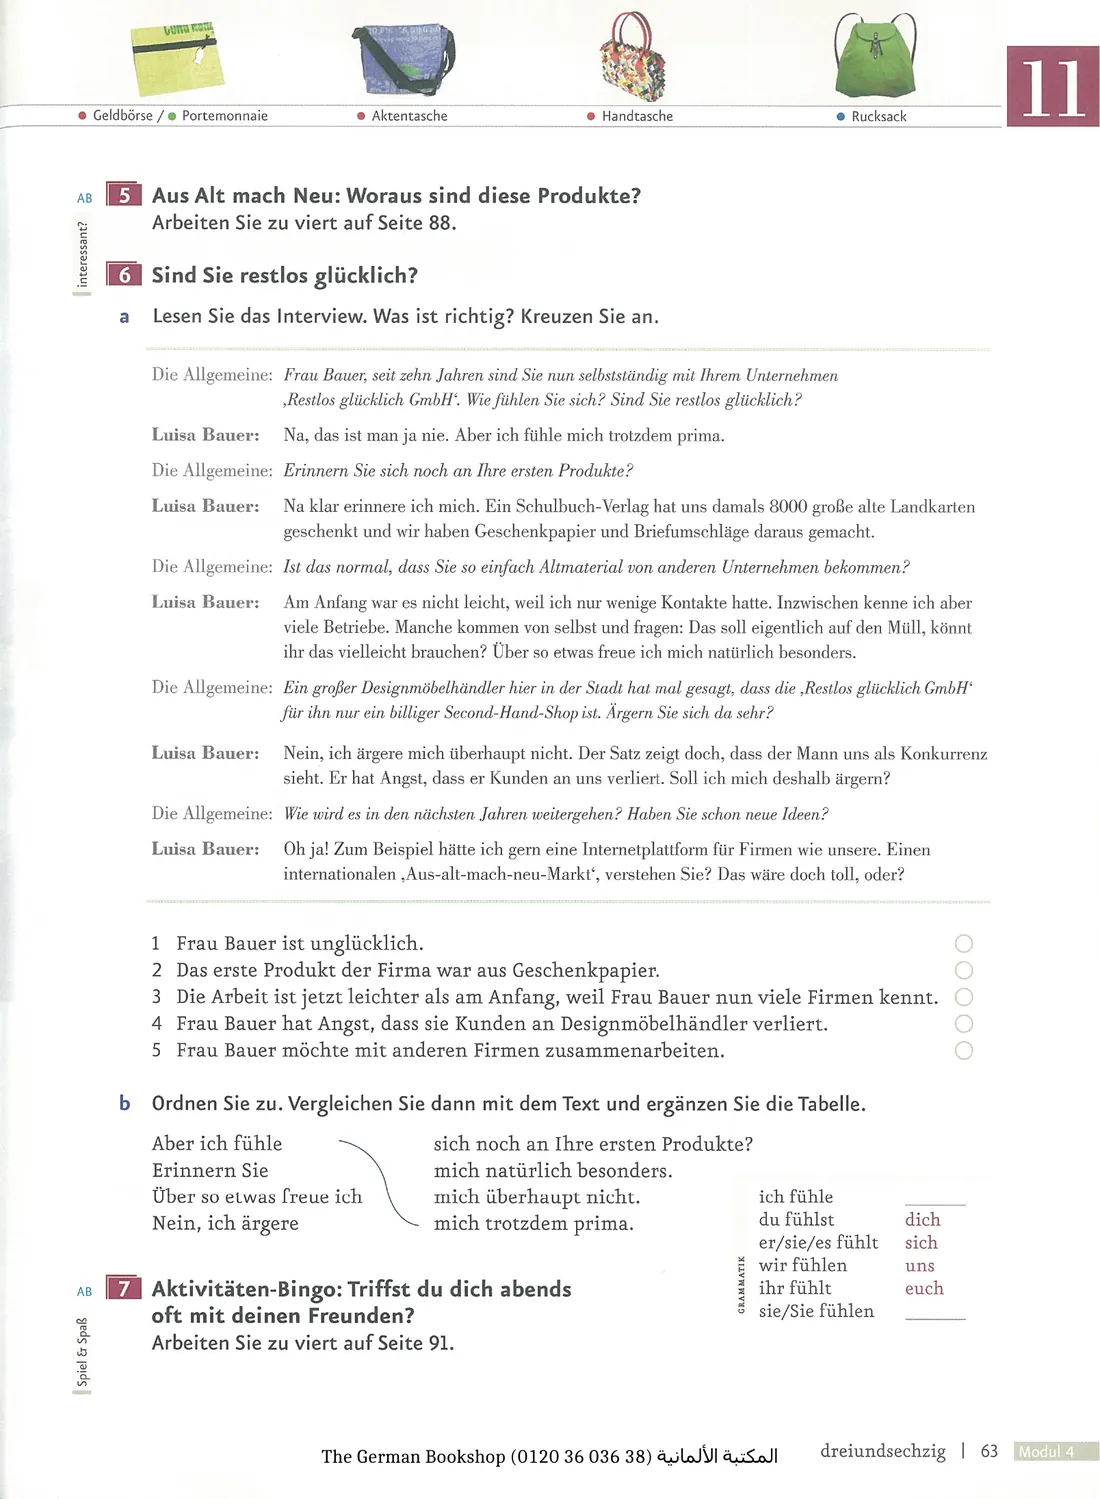 LONG
● Geldbörse / ● Portemonnaie
● Aktentasche
● Handtasche
● Rucksack
11
AB
5 Aus Alt mach Neu: Woraus sind diese Produkte?
Arbeiten Sie zu viert auf Seite 88.
interessant?
6 Sind Sie restlos glücklich?
a Lesen Sie das Interview. Was ist richtig? Kreuzen Sie an.
Die Allgemeine: Frau Bauer, seit zehn Jahren sind Sie nun selbstständig mit Ihrem Unternehmen
‚Restlos glücklich GmbH‘. Wie fühlen Sie sich? Sind Sie restlos glücklich?
Luisa Bauer: Na, das ist man ja nie. Aber ich fühle mich trotzdem prima.
Die Allgemeine: Erinnern Sie sich noch an Ihre ersten Produkte?
Luisa Bauer: Na klar erinnere ich mich. Ein Schulbuch-Verlag hat uns damals 8000 große alte Landkarten
geschenkt und wir haben Geschenkpapier und Briefumschläge daraus gemacht.
Die Allgemeine: Ist das normal, dass Sie so einfach Altmaterial von anderen Unternehmen bekommen?
Luisa Bauer: Am Anfang war es nicht leicht, weil ich nur wenige Kontakte hatte. Inzwischen kenne ich aber
viele Betriebe. Manche kommen von selbst und fragen: Das soll eigentlich auf den Müll, könnt
ihr das vielleicht brauchen? Über so etwas freue ich mich natürlich besonders.
Die Allgemeine: Ein großer Designmöbelhändler hier in der Stadt hat mal gesagt, dass die ‚Restlos glücklich GmbH‘
für ihn nur ein billiger Second-Hand-Shop ist. Ärgern Sie sich da sehr?
Luisa Bauer: Nein, ich ärgere mich überhaupt nicht. Der Satz zeigt doch, dass der Mann uns als Konkurrenz
sieht. Er hat Angst, dass er Kunden an uns verliert. Soll ich mich deshalb ärgern?
Die Allgemeine: Wie wird es in den nächsten Jahren weitergehen? Haben Sie schon neue Ideen?
Luisa Bauer: Oh ja! Zum Beispiel hätte ich gern eine Internetplattform für Firmen wie unsere. Einen
internationalen ‚Aus-alt-mach-neu-Markt‘, verstehen Sie? Das wäre doch toll, oder?
1 Frau Bauer ist unglücklich.
2 Das erste Produkt der Firma war aus Geschenkpapier.
3 Die Arbeit ist jetzt leichter als am Anfang, weil Frau Bauer nun viele Firmen kennt.
4 Frau Bauer hat Angst, dass sie Kunden an Designmöbelhändler verliert.
5 Frau Bauer möchte mit anderen Firmen zusammenarbeiten.
b Ordnen Sie zu. Vergleichen Sie dann mit dem Text und ergänzen Sie die Tabelle.
Aber ich fühle
Erinnern Sie
Über so etwas freue ich
Nein, ich ärgere
sich noch an Ihre ersten Produkte?
mich natürlich besonders.
mich überhaupt nicht.
mich trotzdem prima.
GRAMMATIK
ich fühle ______
du fühlst dich
er/sie/es fühlt sich
wir fühlen uns
ihr fühlt euch
sie/Sie fühlen ______
AB
7 Aktivitäten-Bingo: Triffst du dich abends
oft mit deinen Freunden?
Arbeiten Sie zu viert auf Seite 91.
Spiel & Spaß
The German Bookshop (0120 36 036 38) المكتبة الألمانية
dreiundsechzig | 63 Modul 4